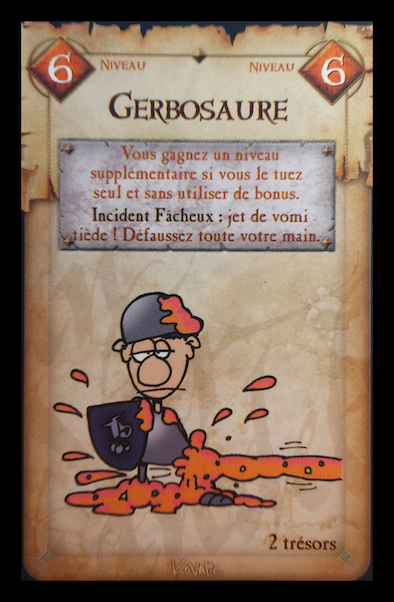 6 Niveau Niveau 6
Gerbosaure
Vous gagnez un niveau
supplémentaire si vous le tuez
seul et sans utiliser de bonus.
Incident Fâcheux : jet de vomi
tiède ! Défaussez toute votre main.
2 trésors
Kovalic